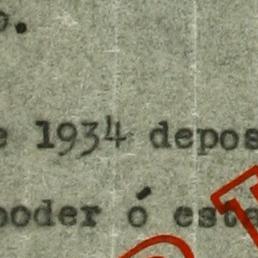 o.
e 1934 depos
poder ó esta